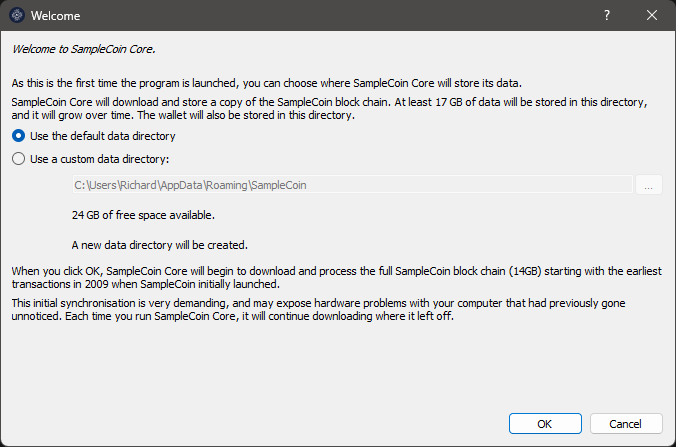 Welcome
?
Welcome to SampleCoin Core.
As this is the first time the program is launched, you can choose where SampleCoin Core will store its data.
SampleCoin Core will download and store a copy of the SampleCoin block chain. At least 17 GB of data will be stored in this directory,
and it will grow over time. The wallet will also be stored in this directory.
Use the default data directory
Use a custom data directory:
C:\Users\Richard\AppData\Roaming\SampleCoin
...
24 GB of free space available.
A new data directory will be created.
When you click OK, SampleCoin Core will begin to download and process the full SampleCoin block chain (14GB) starting with the earliest
transactions in 2009 when SampleCoin initially launched.
This initial synchronisation is very demanding, and may expose hardware problems with your computer that had previously gone
unnoticed. Each time you run SampleCoin Core, it will continue downloading where it left off.
OK
Cancel